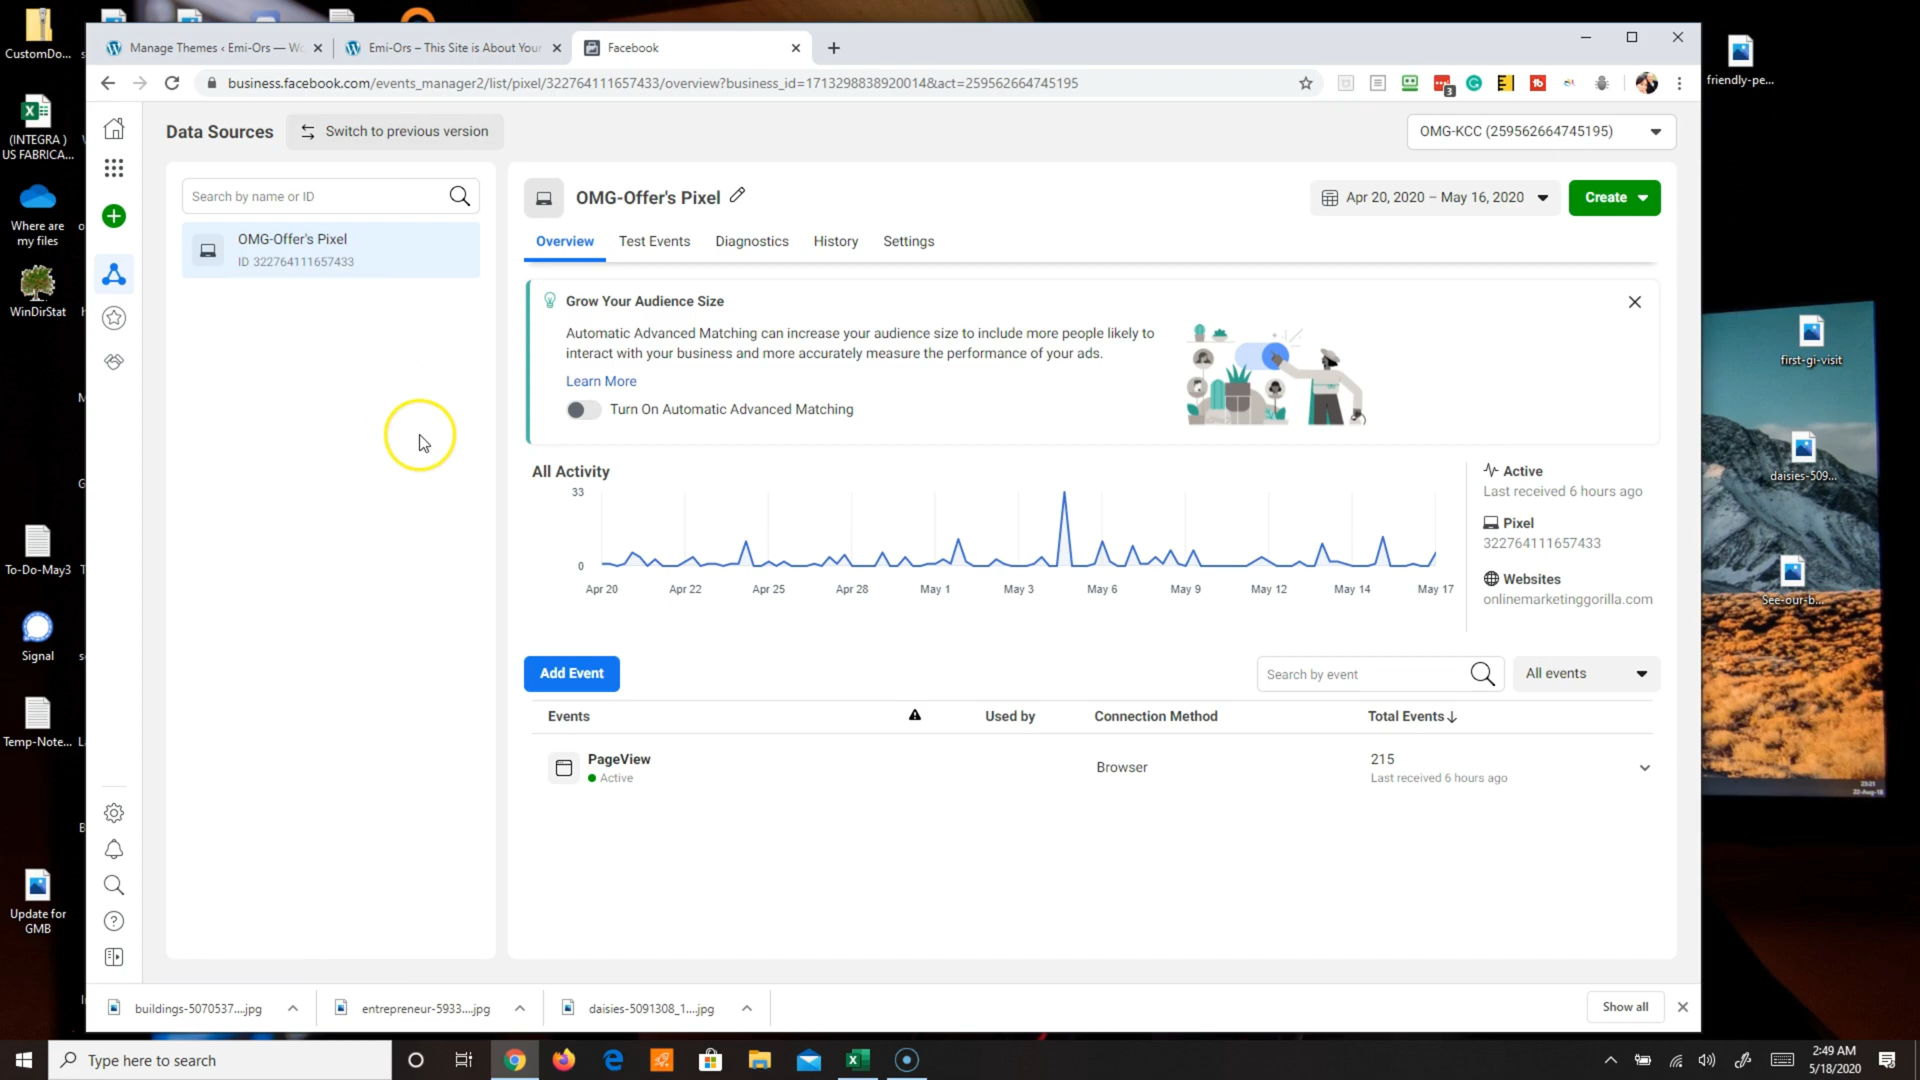 CustomDo...
(INTEGRA )
US FABRICA...
Where are
my files
WinDirStat
To-Do-May3
Signal
Temp-Note...
Update for
GMB
Manage Themes ‹ Emi-Ors — Wo
Emi-Ors – This Site is About Your
Facebook
business.facebook.com/events_manager2/list/pixel/322764111657433/overview?business_id=1713298838920014&act=259562664745195
3
Data Sources
Switch to previous version
OMG-KCC (259562664745195)
Search by name or ID
OMG-Offer's Pixel
ID 322764111657433
OMG-Offer's Pixel
Apr 20, 2020 – May 16, 2020
Create
Overview
Test Events
Diagnostics
History
Settings
Grow Your Audience Size
Automatic Advanced Matching can increase your audience size to include more people likely to
interact with your business and more accurately measure the performance of your ads.
Learn More
Turn On Automatic Advanced Matching
All Activity
33
0
Apr 20
Apr 22
Apr 25
Apr 28
May 1
May 3
May 6
May 9
May 12
May 14
May 17
Active
Last received 6 hours ago
Pixel
322764111657433
Websites
onlinemarketinggorilla.com
Add Event
Search by event
All events
Events
Used by
Connection Method
Total Events
PageView
Active
Browser
215
Last received 6 hours ago
buildings-5070537....jpg
entrepreneur-5933....jpg
daisies-5091308_1....jpg
Show all
friendly-pe...
first-gi-visit
daisies-509...
See-our-b...
Type here to search
2:49 AM
5/18/2020